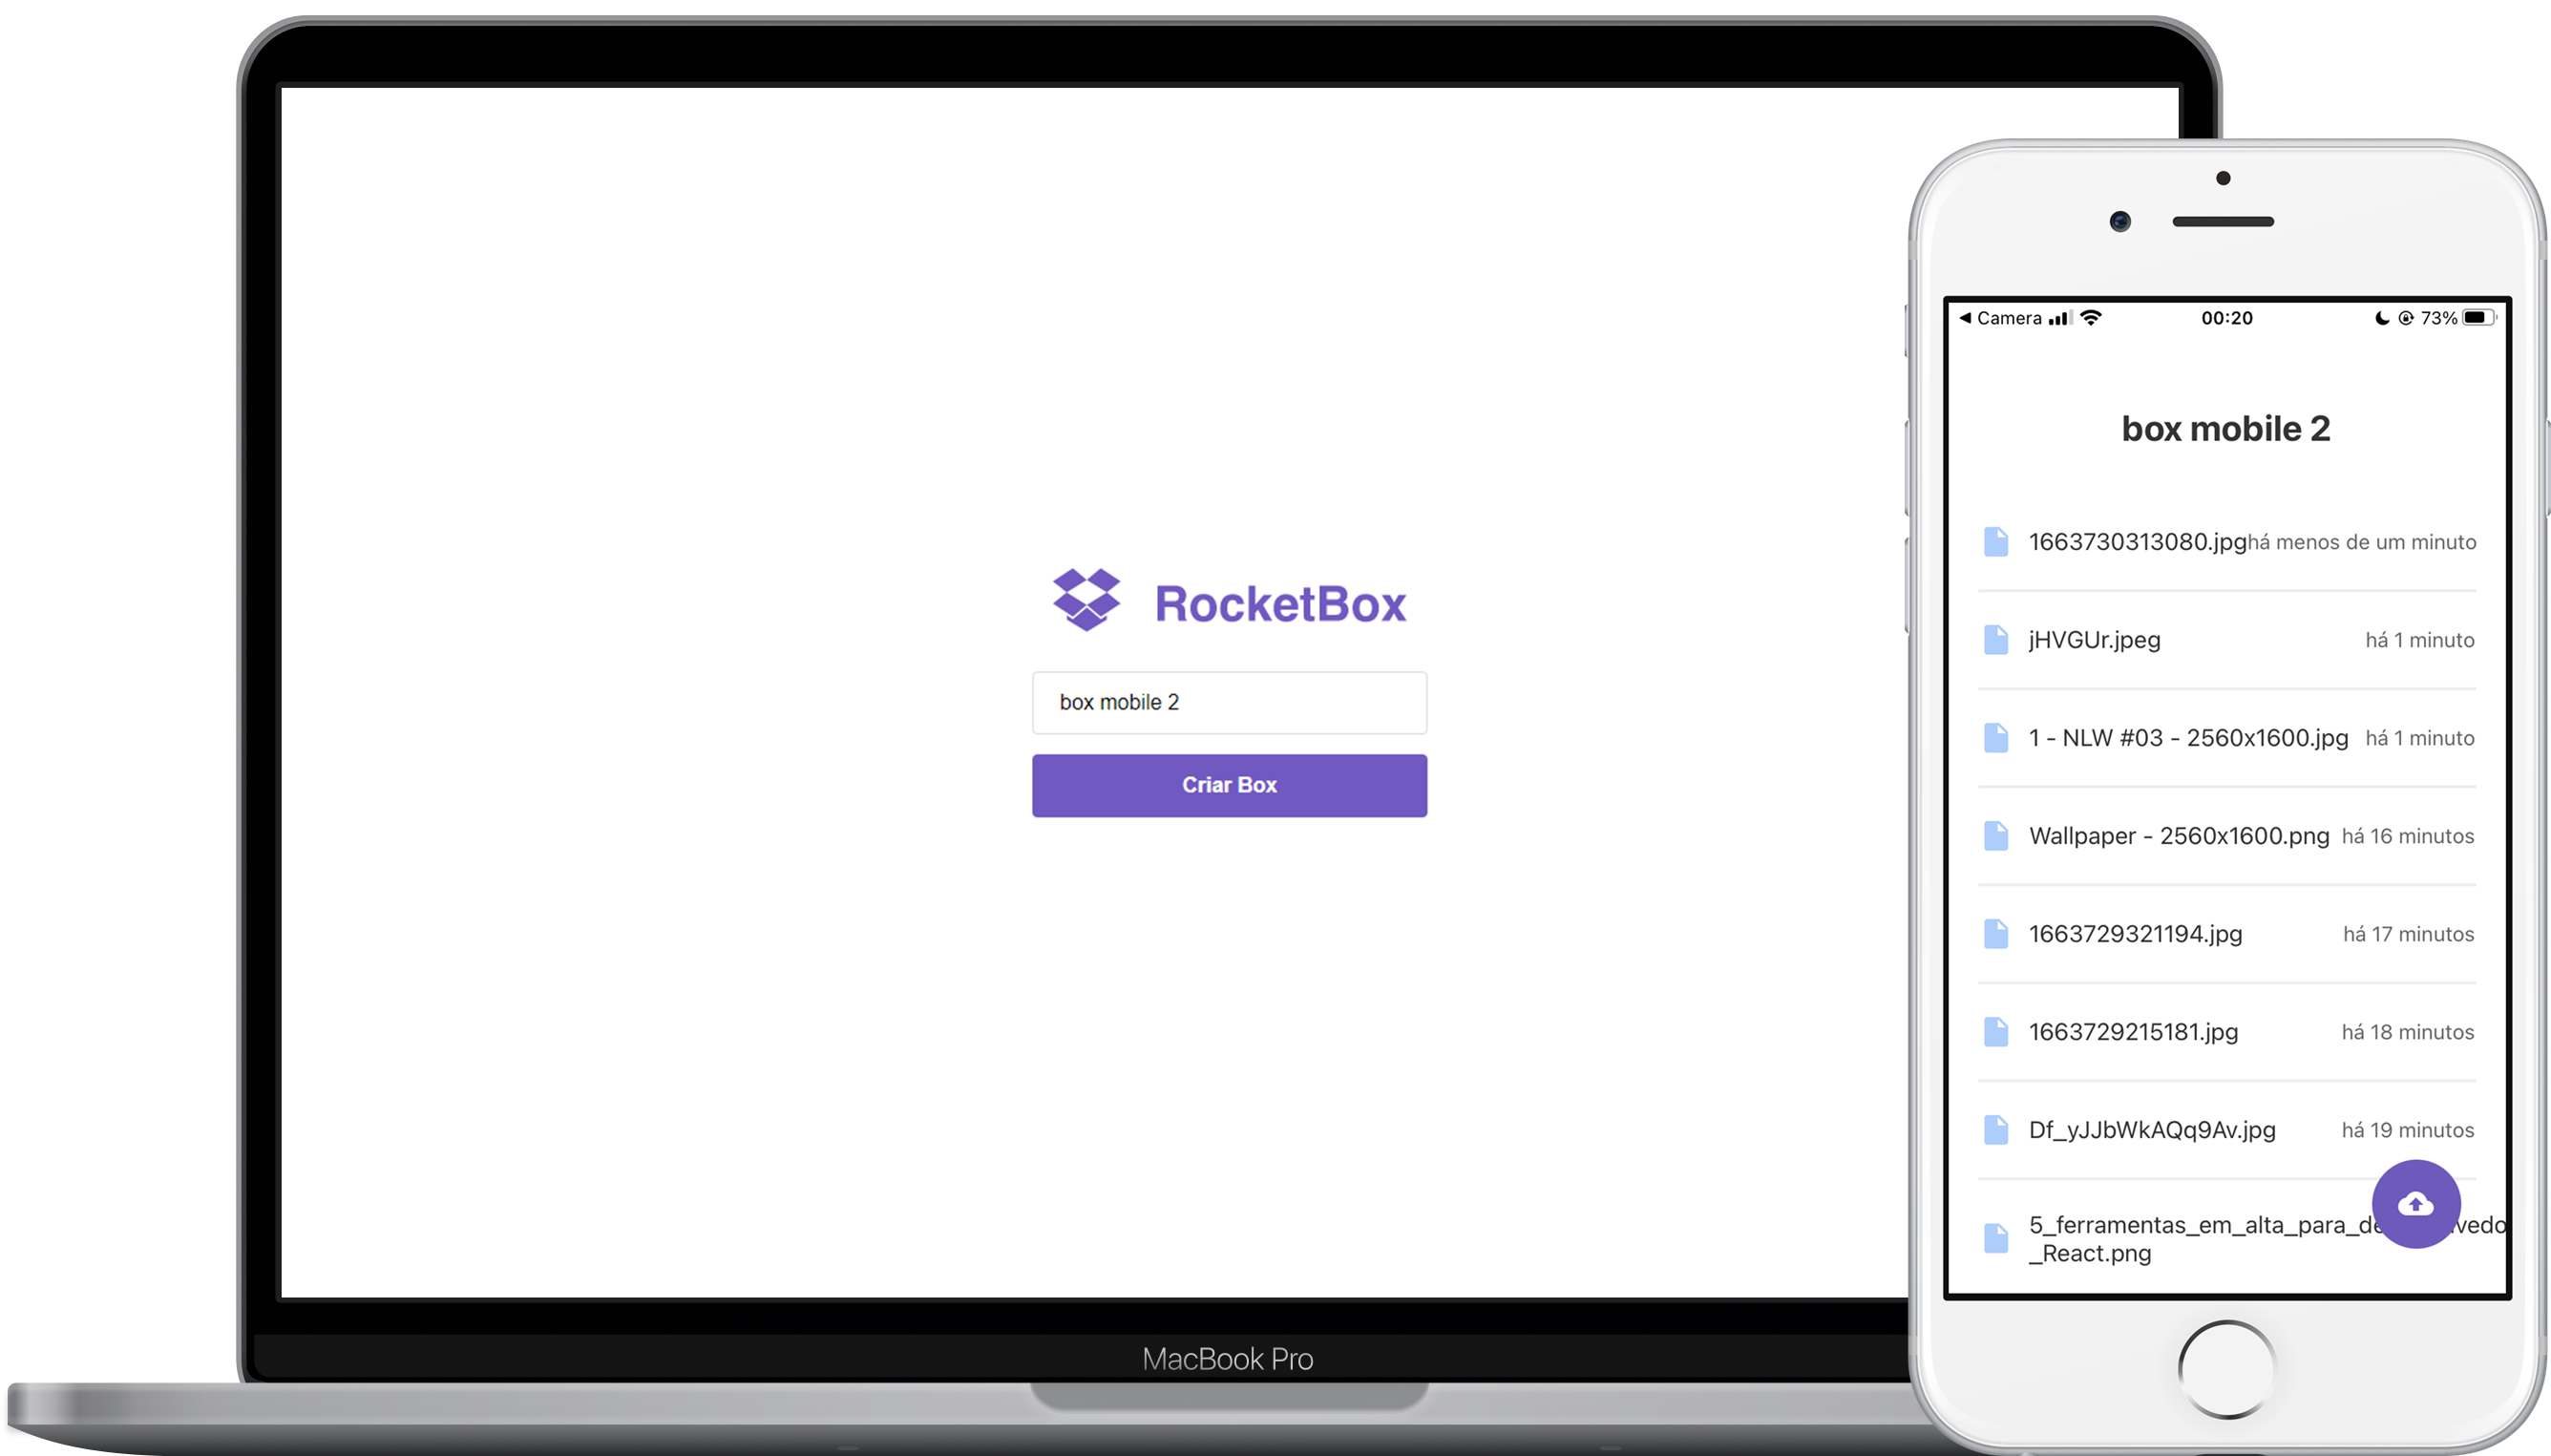 RocketBox
box mobile 2
Criar Box
MacBook Pro
Camera 00:20 73%
box mobile 2
1663730313080.jpg há menos de um minuto
jHVGUr.jpeg há 1 minuto
1 - NLW #03 - 2560x1600.jpg há 1 minuto
Wallpaper - 2560x1600.png há 16 minutos
1663729321194.jpg há 17 minutos
1663729215181.jpg há 18 minutos
Df_yJJbWkAQq9Av.jpg há 19 minutos
5_ferramentas_em_alta_para_
_React.png